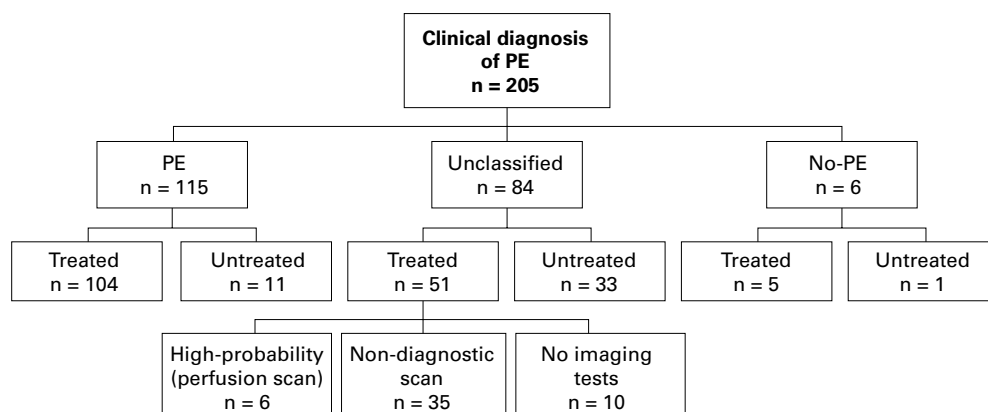 Clinical diagnosis
of PE
n = 205
PE
n = 115
Unclassified
n = 84
No-PE
n = 6
Treated
n = 104
Untreated
n = 11
Treated
n = 51
Untreated
n = 33
Treated
n = 5
Untreated
n = 1
High-probability
(perfusion scan)
n = 6
Non-diagnostic
scan
n = 35
No imaging
tests
n = 10